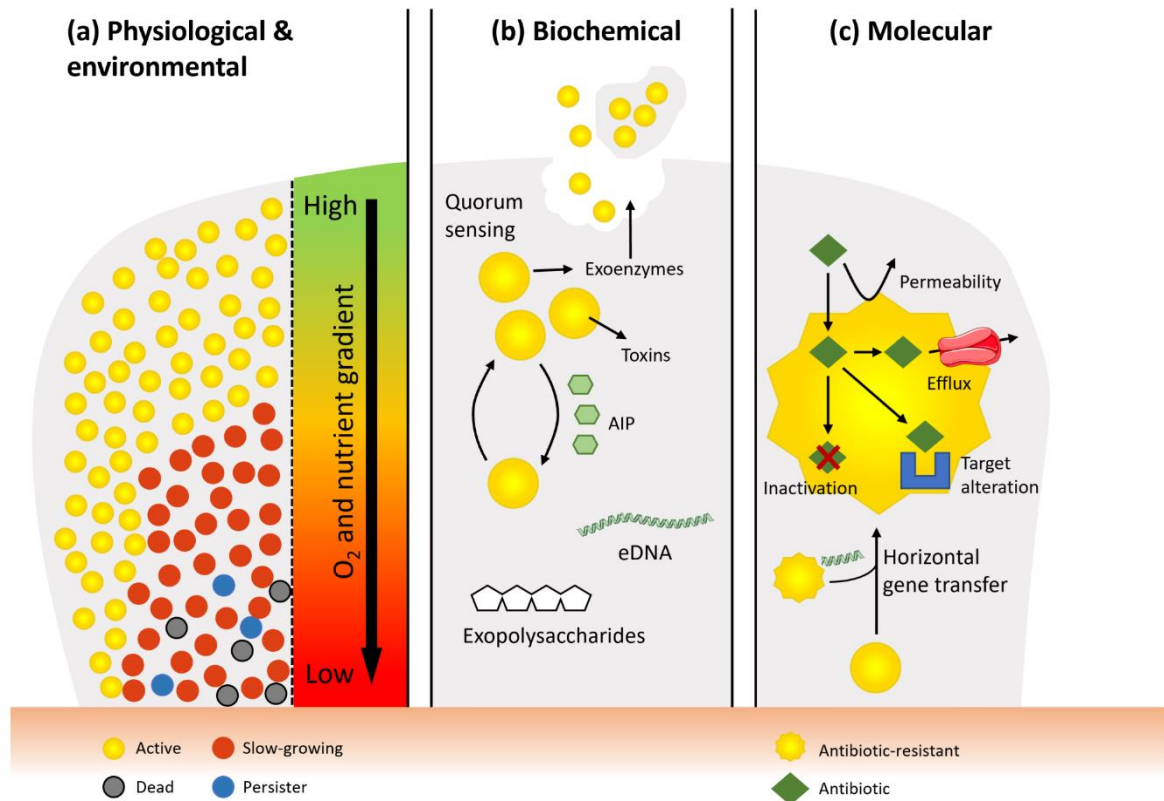 (a) Physiological &
environmental
High
O₂ and nutrient gradient
Low
(b) Biochemical
Quorum
sensing
Exoenzymes
Toxins
AIP
eDNA
Exopolysaccharides
(c) Molecular
Permeability
Efflux
Inactivation
Target
alteration
Horizontal
gene transfer
Active
Slow-growing
Dead
Persister
Antibiotic-resistant
Antibiotic